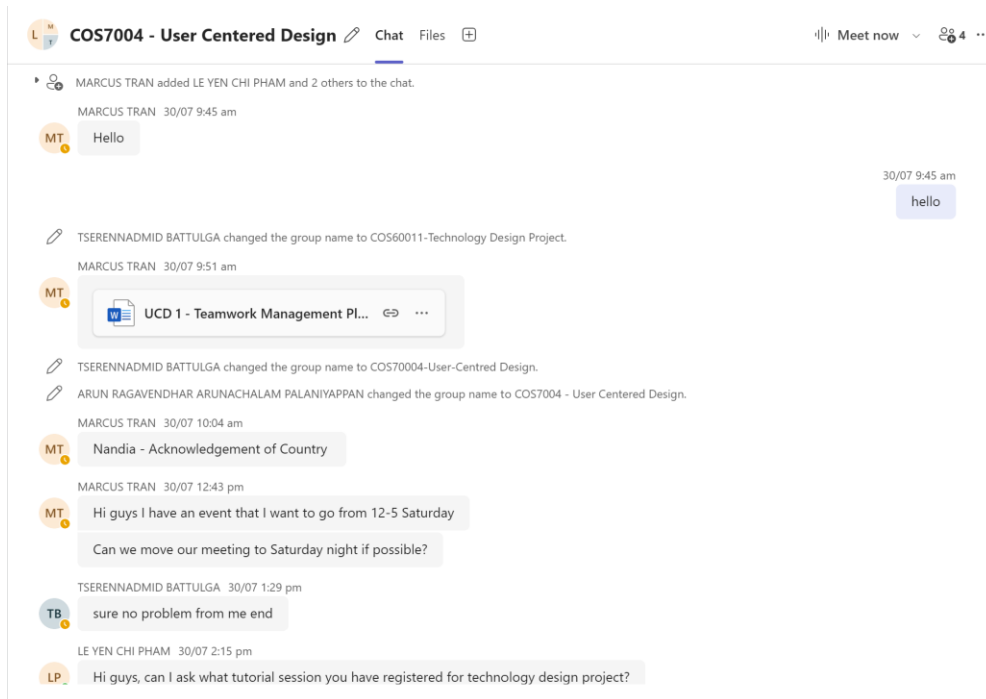 L M T COS7004 - User Centered Design Chat Files Meet now 4
MARCUS TRAN added LE YEN CHI PHAM and 2 others to the chat.
MARCUS TRAN 30/07 9:45 am
MT Hello
30/07 9:45 am
hello
TSERENNADMID BATTULGA changed the group name to COS60011-Technology Design Project.
MARCUS TRAN 30/07 9:51 am
MT
W UCD 1 - Teamwork Management Pl...
TSERENNADMID BATTULGA changed the group name to COS70004-User-Centred Design.
ARUN RAGAVENDHAR ARUNACHALAM PALANIYAPPAN changed the group name to COS7004 - User Centered Design.
MARCUS TRAN 30/07 10:04 am
MT Nandia - Acknowledgement of Country
MARCUS TRAN 30/07 12:43 pm
MT Hi guys I have an event that I want to go from 12-5 Saturday
Can we move our meeting to Saturday night if possible?
TSERENNADMID BATTULGA 30/07 1:29 pm
TB sure no problem from me end
LE YEN CHI PHAM 30/07 2:15 pm
LP Hi guys, can I ask what tutorial session you have registered for technology design project?